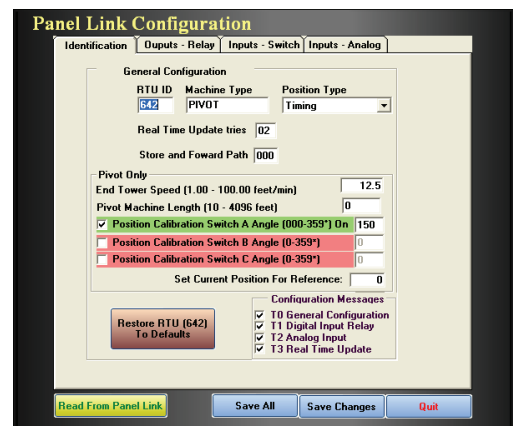 Panel Link Configuration
Identification Ouputs - Relay Inputs - Switch Inputs - Analog
General Configuration
RTU ID Machine Type Position Type
642 PIVOT Timing
Real Time Update tries 02
Store and Foward Path 000
Pivot Only
End Tower Speed (1.00 - 100.00 feet/min) 12.5
Pivot Machine Length (10 - 4096 feet) 0
Position Calibration Switch A Angle (000-359°) On 150
Position Calibration Switch B Angle (0-359°) 0
Position Calibration Switch C Angle (0-359°) 0
Set Current Position For Reference: 0
Configuration Messages
Restore RTU (642)
To Defaults
T0 General Configuration
T1 Digital Input Relay
T2 Analog Input
T3 Real Time Update
Read From Panel Link Save All Save Changes Quit